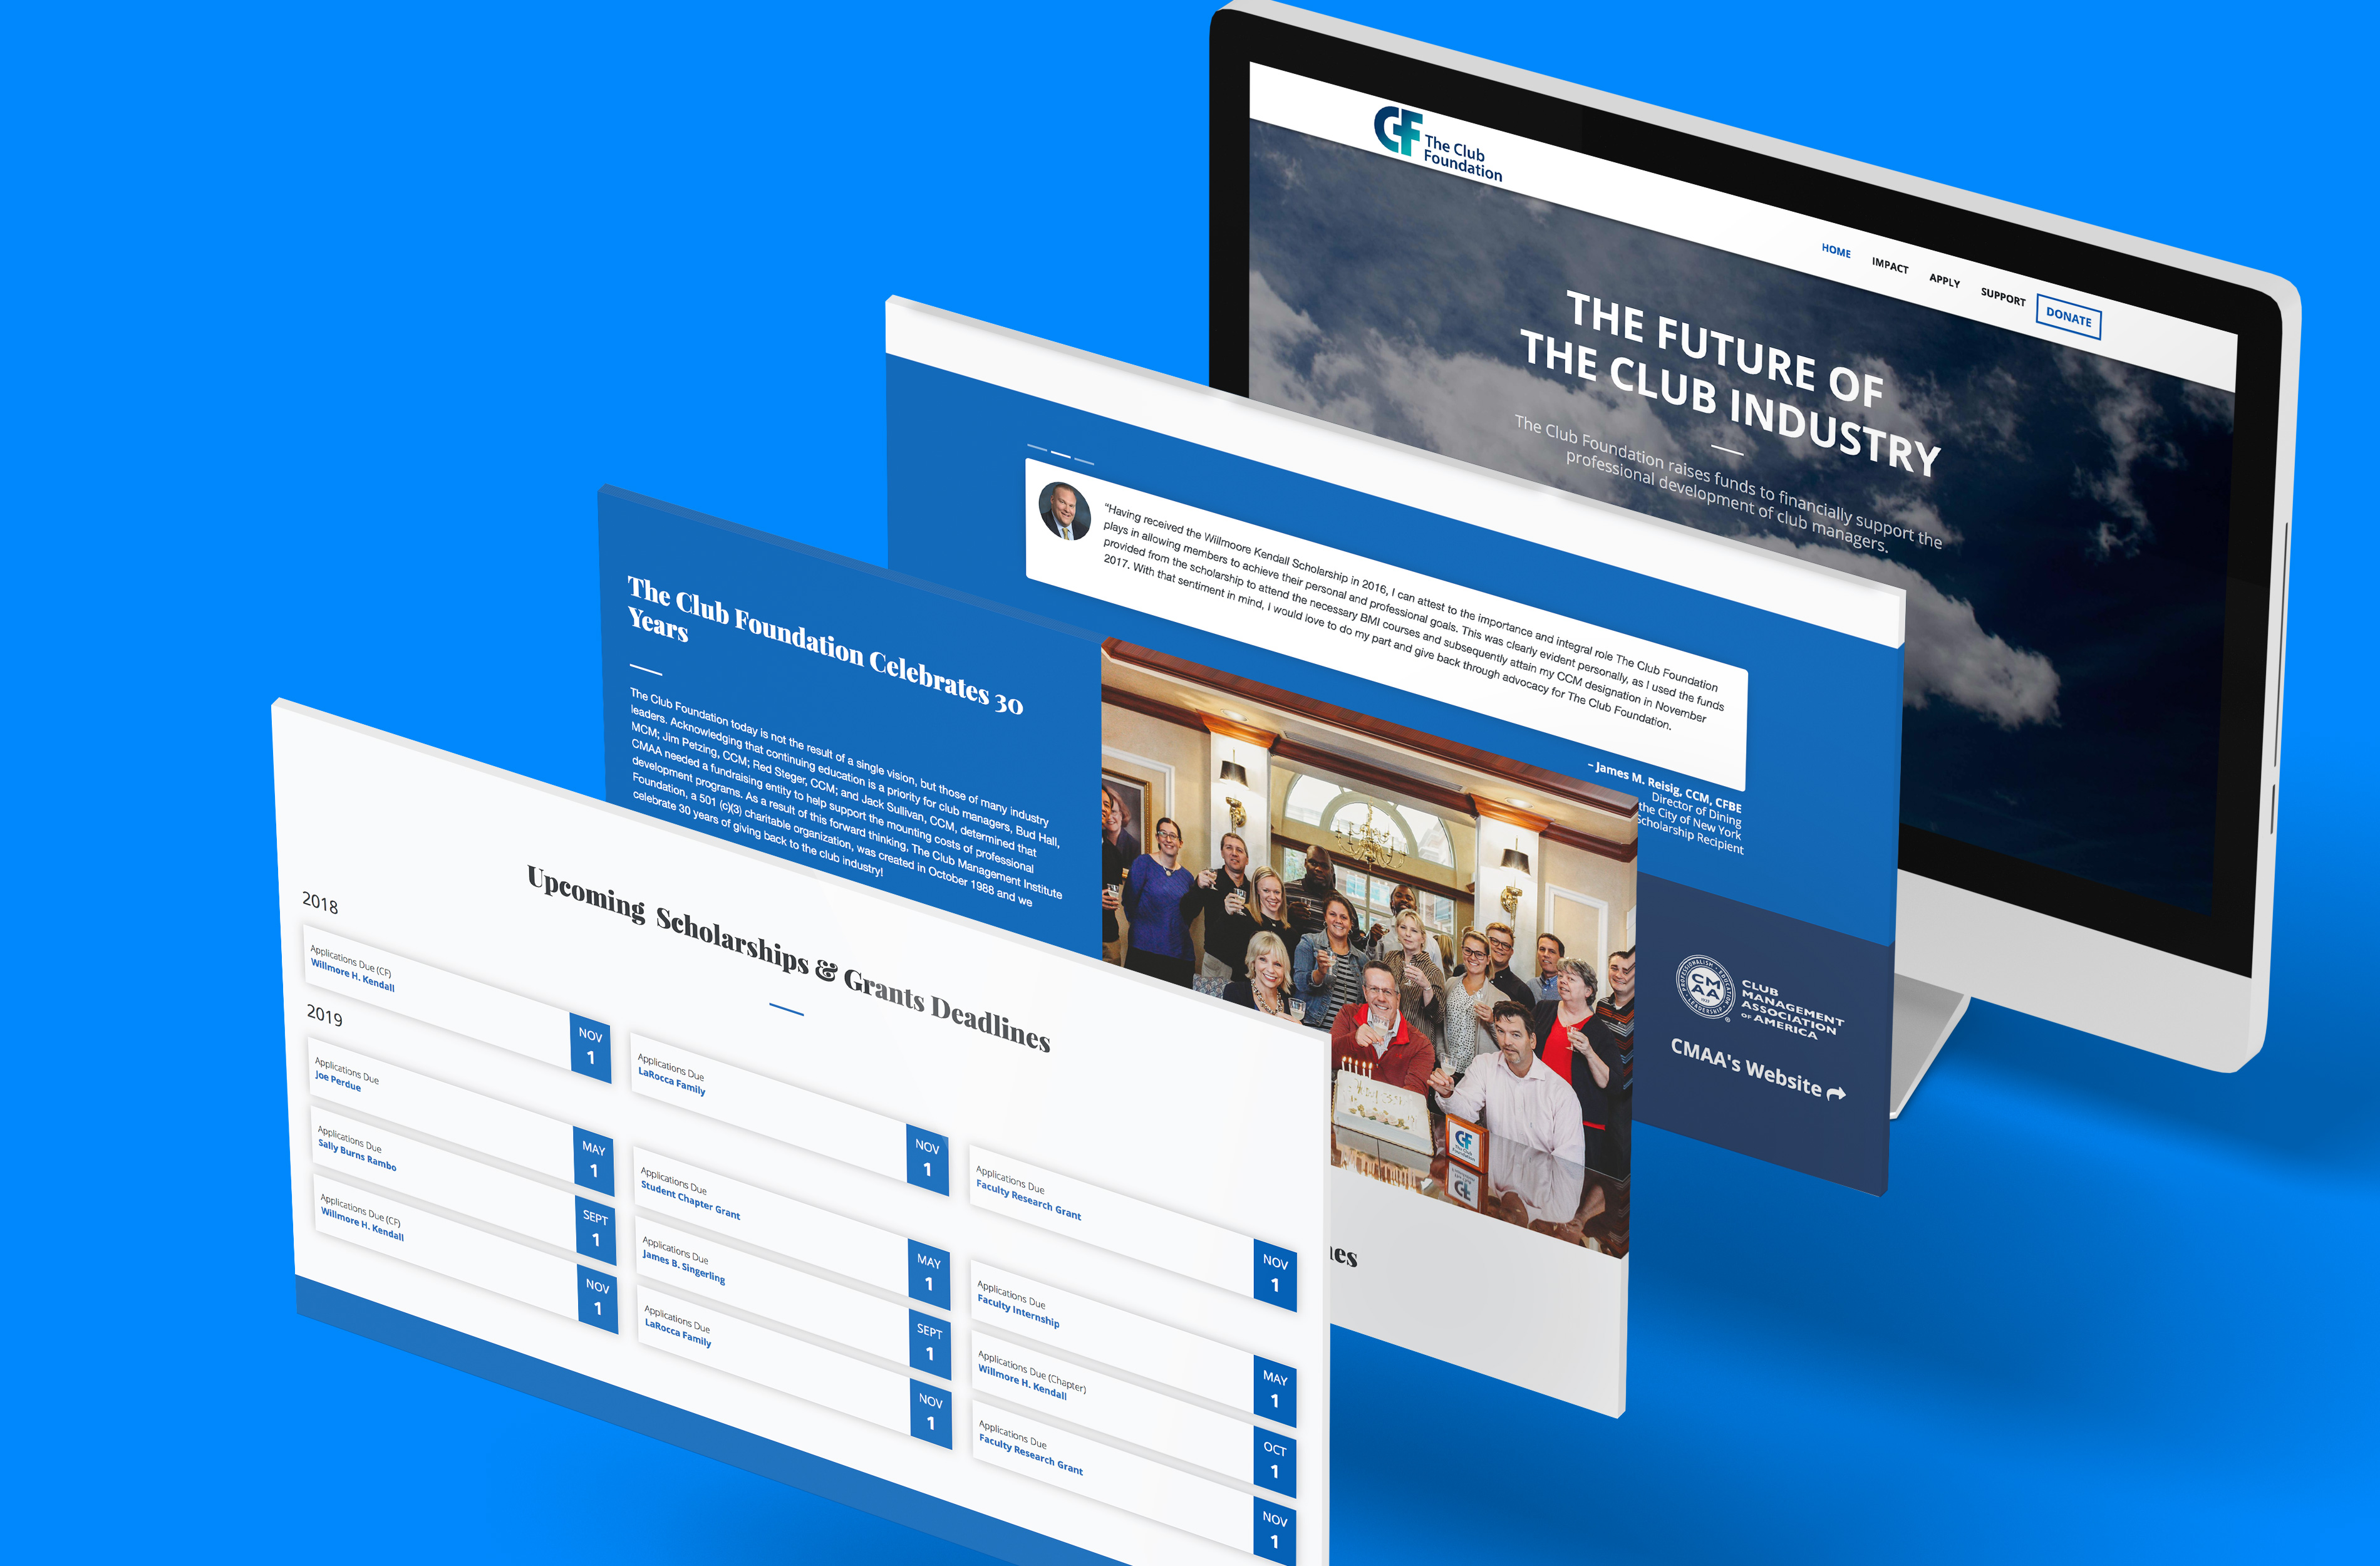 CF The Club
Foundation
HOME IMPACT APPLY SUPPORT DONATE
THE FUTURE OF
THE CLUB INDUSTRY
The Club Foundation raises funds to financially support the
professional development of club managers.
“Having received the Willmoore Kendall Scholarship in 2016, I can attest to the importance and integral role The Club Foundation
plays in allowing members to achieve their personal and professional goals. This was clearly evident personally, as I used the funds
provided from the scholarship to attend the necessary BMI courses and subsequently attain my CCM designation in November
2017. With that sentiment in mind, I would love to do my part and give back through advocacy for The Club Foundation.
– James M. Reisig, CCM, CFBE
Director of Dining
the City of New York
Scholarship Recipient
PROFESSIONALISM EDUCATION LEADERSHIP
CM
AA
1927
CLUB
MANAGEMENT
ASSOCIATION
OF AMERICA
CMAA's Website
The Club Foundation Celebrates 30
Years
The Club Foundation today is not the result of a single vision, but those of many industry
leaders. Acknowledging that continuing education is a priority for club managers, Bud Hall,
MCM; Jim Petzing, CCM; Red Steger, CCM; and Jack Sullivan, CCM, determined that
CMAA needed a fundraising entity to help support the mounting costs of professional
development programs. As a result of this forward thinking, The Club Management Institute
Foundation, a 501 (c)(3) charitable organization, was created in October 1988 and we
celebrate 30 years of giving back to the club industry!
CF
The Club
Foundation
nes
Upcoming Scholarships & Grants Deadlines
2018
Applications Due (CF)
Willmore H. Kendall
NOV
1
Applications Due
LaRocca Family
NOV
1
Applications Due
Faculty Research Grant
NOV
1
2019
Applications Due
Joe Perdue
MAY
1
Applications Due
Student Chapter Grant
MAY
1
Applications Due
Faculty Internship
MAY
1
Applications Due
Sally Burns Rambo
SEPT
1
Applications Due
James B. Singerling
SEPT
1
Applications Due (Chapter)
Willmore H. Kendall
OCT
1
Applications Due (CF)
Willmore H. Kendall
NOV
1
Applications Due
LaRocca Family
NOV
1
Applications Due
Faculty Research Grant
NOV
1